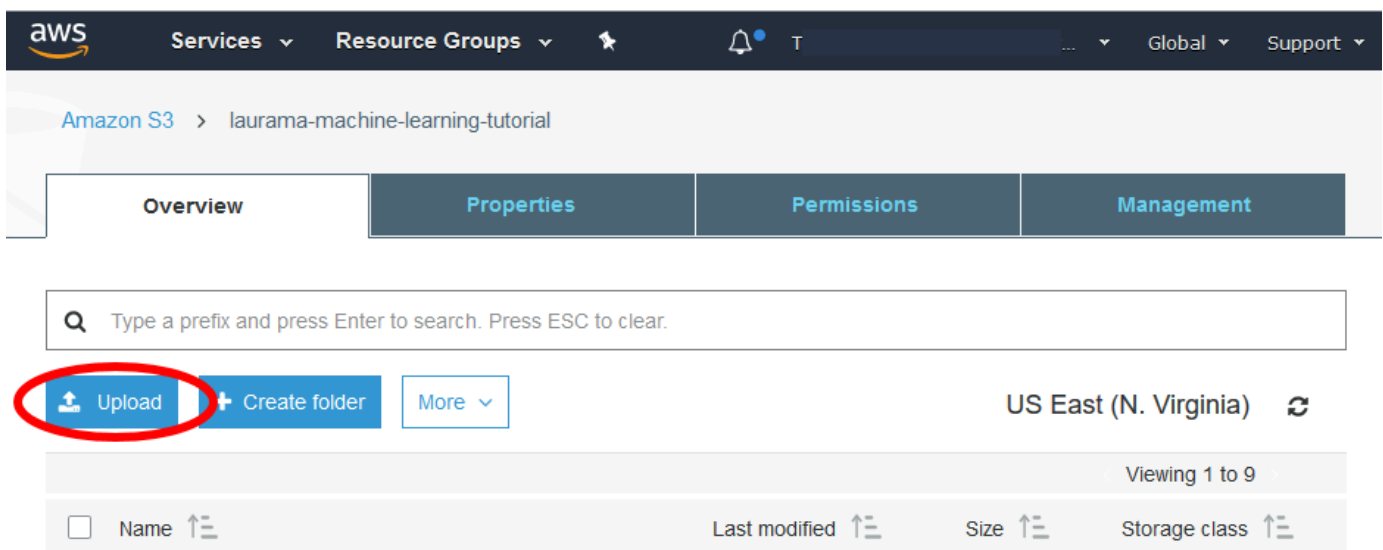 aws Services Resource Groups T ... Global Support
Amazon S3 > laurama-machine-learning-tutorial
Overview Properties Permissions Management
Type a prefix and press Enter to search. Press ESC to clear.
Upload + Create folder More US East (N. Virginia)
Viewing 1 to 9
Name Last modified Size Storage class